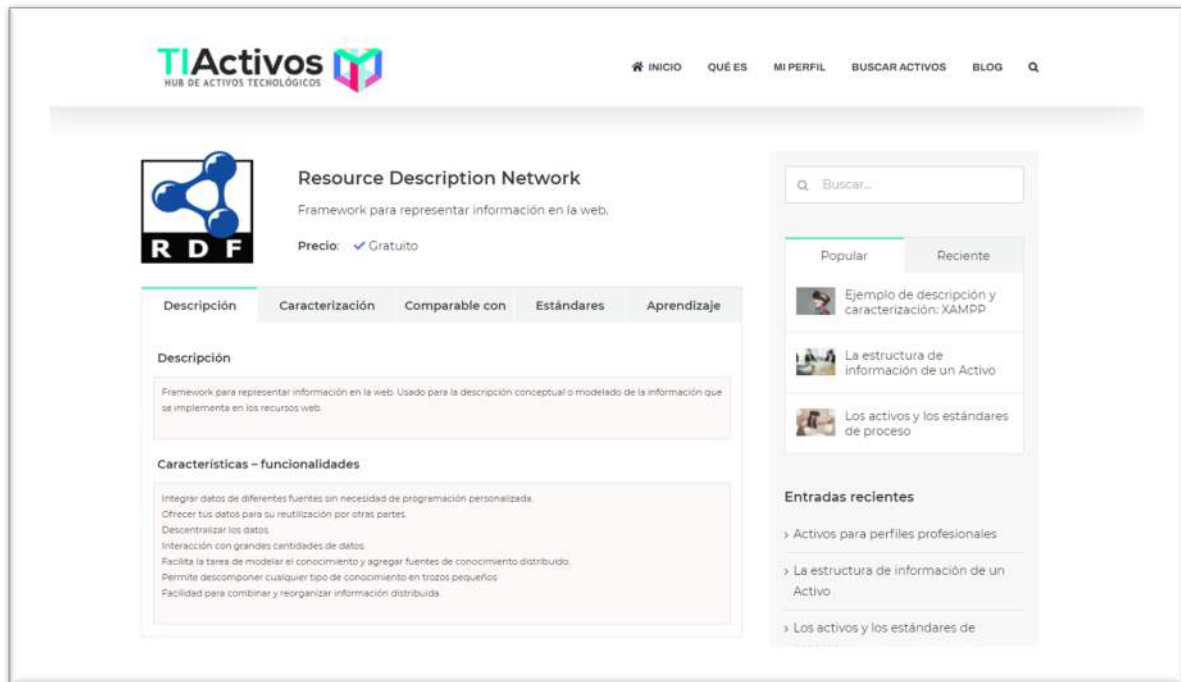 TIActivos
HUB DE ACTIVOS TECNOLÓGICOS
INICIO QUÉ ES MI PERFIL BUSCAR ACTIVOS BLOG
RDF
Resource Description Network
Framework para representar información en la web.
Precio: Gratuito
Descripción Caracterización Comparable con Estándares Aprendizaje
Descripción
Framework para representar información en la web. Usado para la descripción conceptual o modelado de la información que
se implementa en los recursos web.
Características – funcionalidades
Integrar datos de diferentes fuentes sin necesidad de programación personalizada
Ofrecer tus datos para su reutilización por otras partes.
Descentralizar los datos.
Interacción con grandes cantidades de datos.
Facilita la tarea de modelar el conocimiento y agregar fuentes de conocimiento distribuido.
Permite descomponer cualquier tipo de conocimiento en trozos pequeños
Facilidad para combinar y reorganizar información distribuida.
Buscar...
Popular Reciente
Ejemplo de descripción y
caracterización: XAMPP
La estructura de
información de un Activo
Los activos y los estándares
de proceso
Entradas recientes
Activos para perfiles profesionales
La estructura de información de un
Activo
Los activos y los estándares de